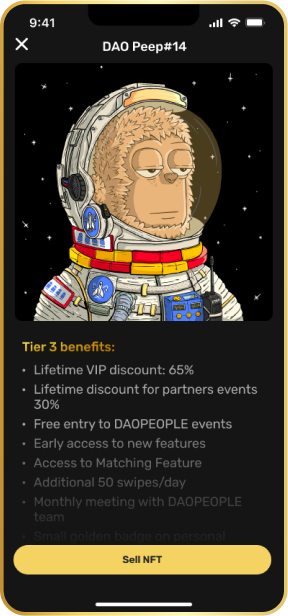 9:41
DAO Peep#14
Tier 3 benefits:
• Lifetime VIP discount: 65%
• Lifetime discount for partners events
30%
• Free entry to DAOPEOPLE events
• Early access to new features
• Access to Matching Feature
• Additional 50 swipes/day
• Monthly meeting with DAOPEOPLE
team
• Small golden badge on personal
Sell NFT